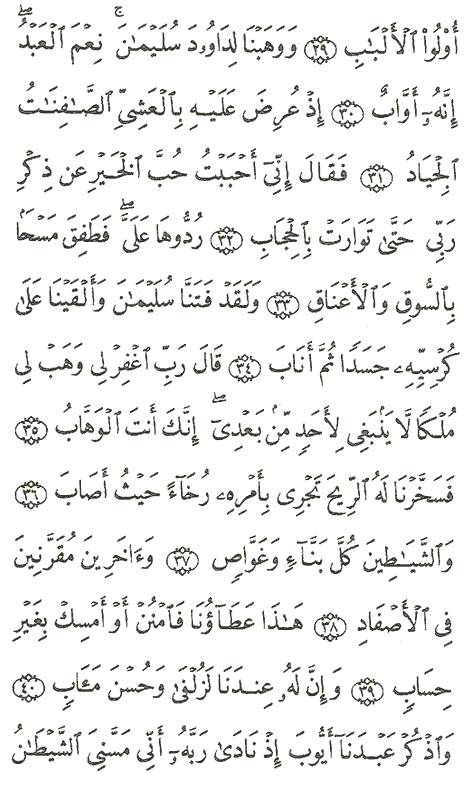 أُوْلُواْ ٱلۡأَلۡبَٰبِ ٢٩ وَوَهَبۡنَا لِدَاوُۥدَ سُلَيۡمَٰنَۚ نِعۡمَ ٱلۡعَبۡدُ ۖ
إِنَّهُۥٓ أَوَّابٌ ٣٠ إِذۡ عُرِضَ عَلَيۡهِ بِٱلۡعَشِيِّ ٱلصَّٰفِنَٰتُ
ٱلۡجِيَادُ ٣١ فَقَالَ إِنِّيٓ أَحۡبَبۡتُ حُبَّ ٱلۡخَيۡرِ عَن ذِكۡرِ
رَبِّي حَتَّىٰ تَوَارَتۡ بِٱلۡحِجَابِ ٣٢ رُدُّوهَا عَلَيَّۖ فَطَفِقَ مَسۡحَۢا
بِٱلسُّوقِ وَٱلۡأَعۡنَاقِ ٣٣ وَلَقَدۡ فَتَنَّا سُلَيۡمَٰنَ وَأَلۡقَيۡنَا عَلَىٰ
كُرۡسِيِّهِۦ جَسَدٗا ثُمَّ أَنَابَ ٣٤ قَالَ رَبِّ ٱغۡفِرۡ لِي وَهَبۡ لِي
مُلۡكٗا لَّا يَنۢبَغِي لِأَحَدٖ مِّنۢ بَعۡدِيٓۖ إِنَّكَ أَنتَ ٱلۡوَهَّابُ ٣٥
فَسَخَّرۡنَا لَهُ ٱلرِّيحَ تَجۡرِي بِأَمۡرِهِۦ رُخَآءً حَيۡثُ أَصَابَ ٣٦
وَٱلشَّيَٰطِينَ كُلَّ بَنَّآءٖ وَغَوَّاصٖ ٣٧ وَءَاخَرِينَ مُقَرَّنِينَ
فِي ٱلۡأَصۡفَادِ ٣٨ هَٰذَا عَطَآؤُنَا فَٱمۡنُنۡ أَوۡ أَمۡسِكۡ بِغَيۡرِ
حِسَابٖ ٣٩ وَإِنَّ لَهُۥ عِندَنَا لَزُلۡفَىٰ وَحُسۡنَ مَـَٔابٖ ٤٠
وَٱذۡكُرۡ عَبۡدَنَآ أَيُّوبَ إِذۡ نَادَىٰ رَبَّهُۥٓ أَنِّي مَسَّنِيَ ٱلشَّيۡطَٰنُ